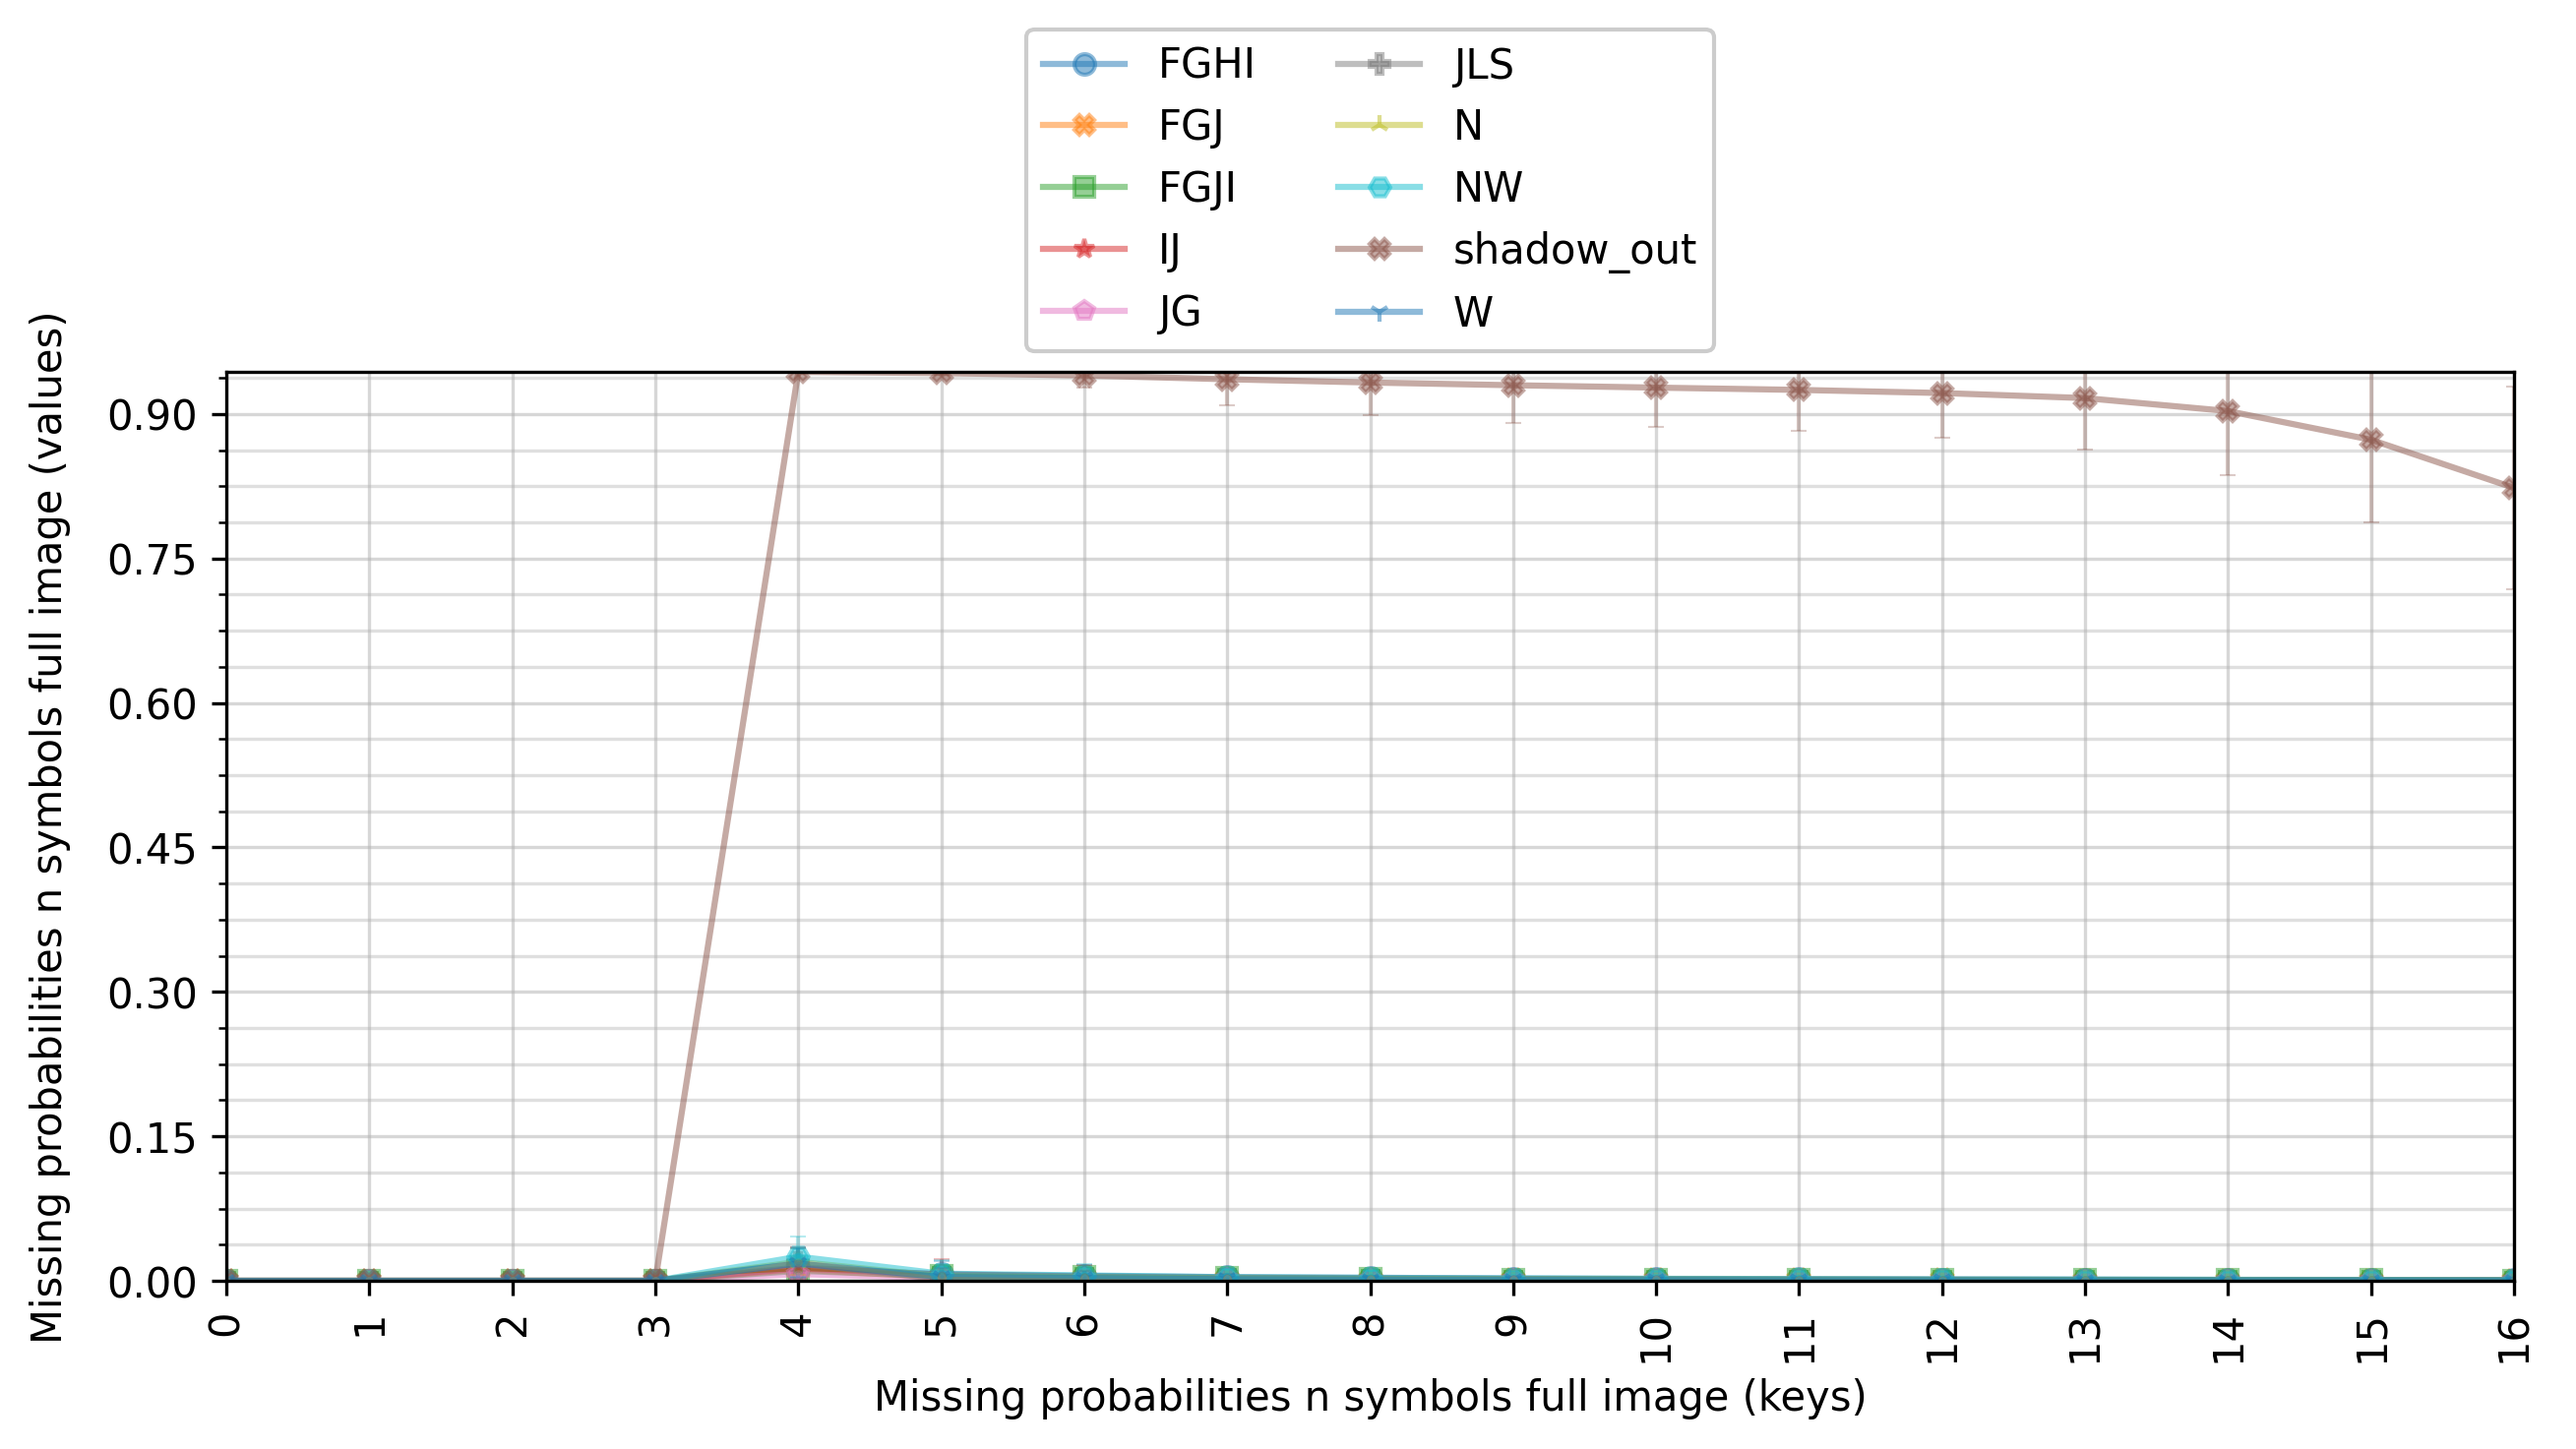 FGHI
FGJ
FGJI
IJ
JG
JLS
N
NW
shadow_out
W
Missing probabilities n symbols full image (values)
0.90
0.75
0.60
0.45
0.30
0.15
0.00
0 1 2 3 4 5 6 7 8 9 10 11 12 13 14 15 16
Missing probabilities n symbols full image (keys)